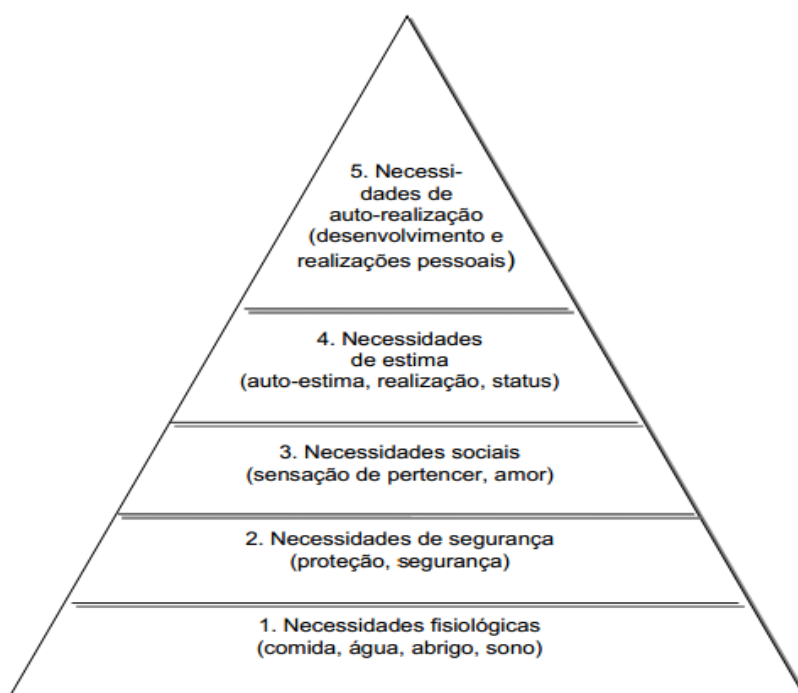 5. Necessi-
dades de
auto-realização
(desenvolvimento e
realizações pessoais)
4. Necessidades
de estima
(auto-estima, realização, status)
3. Necessidades sociais
(sensação de pertencer, amor)
2. Necessidades de segurança
(proteção, segurança)
1. Necessidades fisiológicas
(comida, água, abrigo, sono)